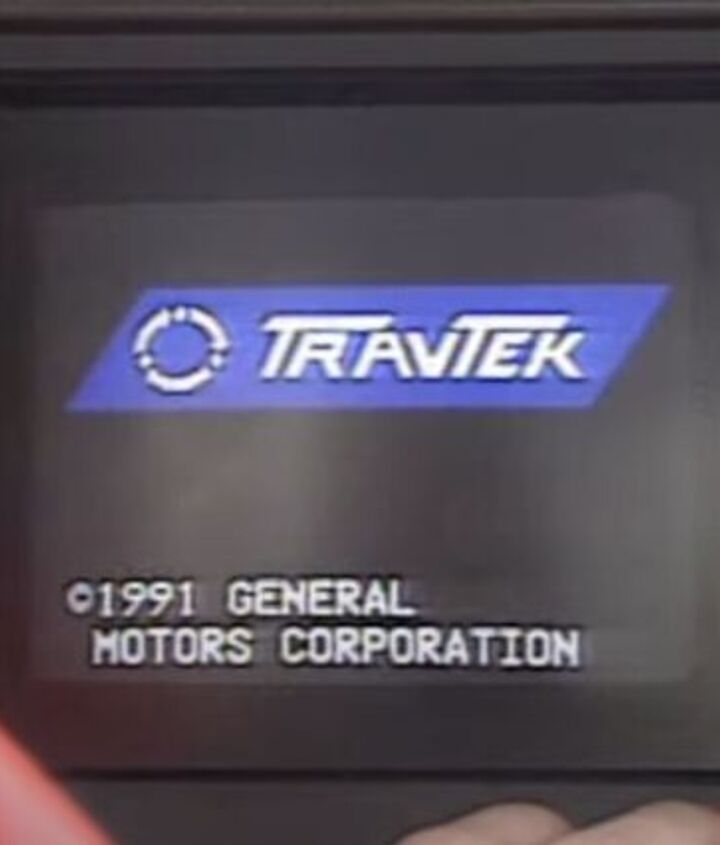 TRAVTEK
©1991 GENERAL
MOTORS CORPORATION